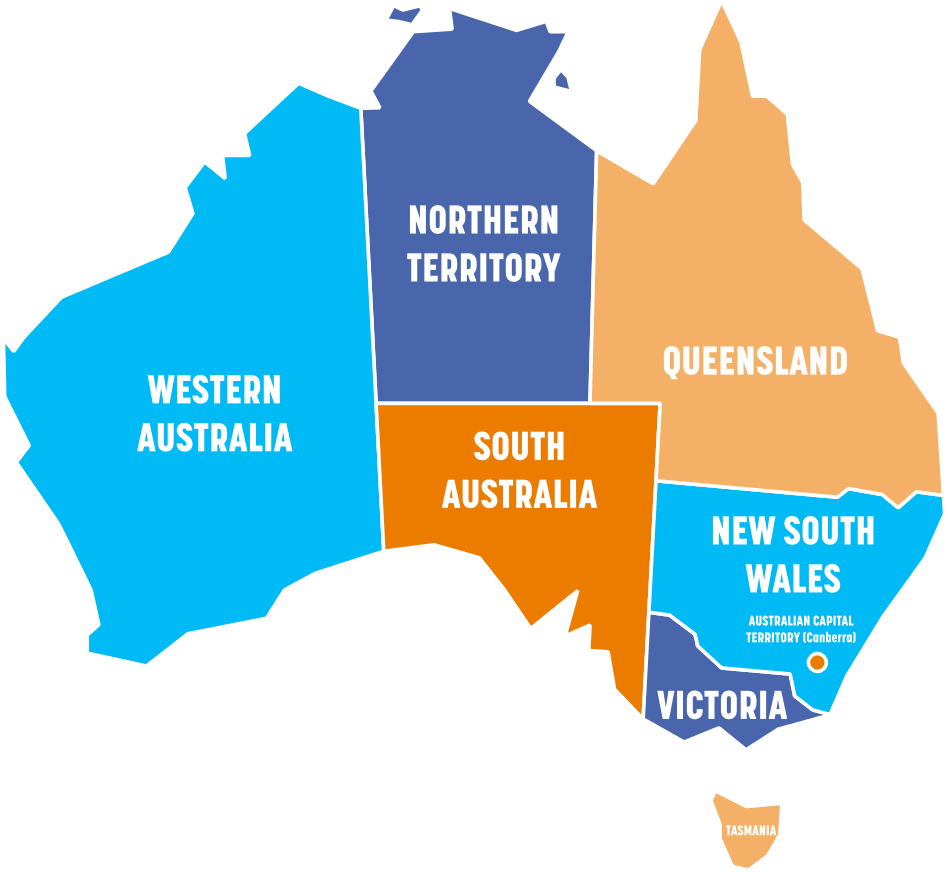 NORTHERN
TERRITORY
QUEENSLAND
WESTERN
AUSTRALIA
SOUTH
AUSTRALIA
NEW SOUTH
WALES
AUSTRALIAN CAPITAL
TERRITORY (Canberra)
VICTORIA
TASMANIA